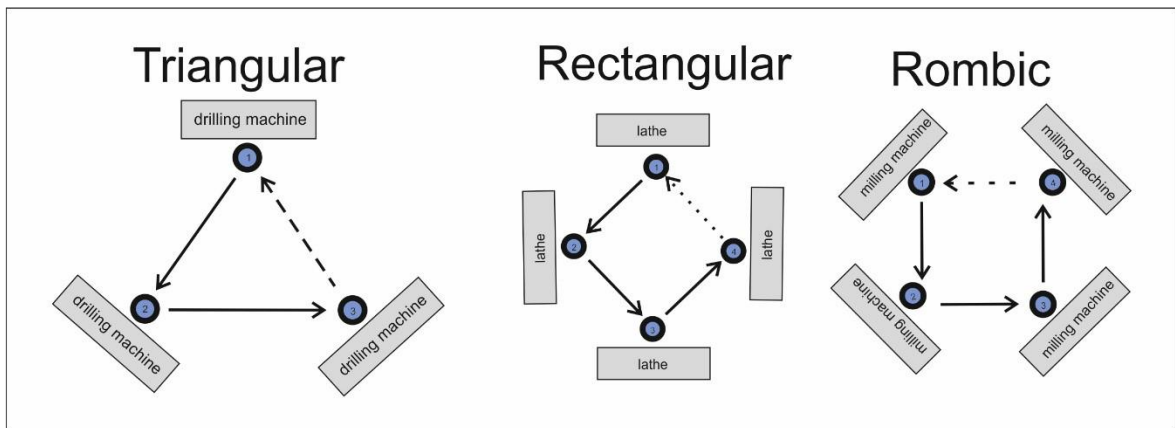 Triangular
drilling machine
1
2
3
drilling machine
drilling machine
Rectangular
lathe
1
lathe
2
4
lathe
3
lathe
Rombic
milling machine
milling machine
1
4
2
3
milling machine
milling machine